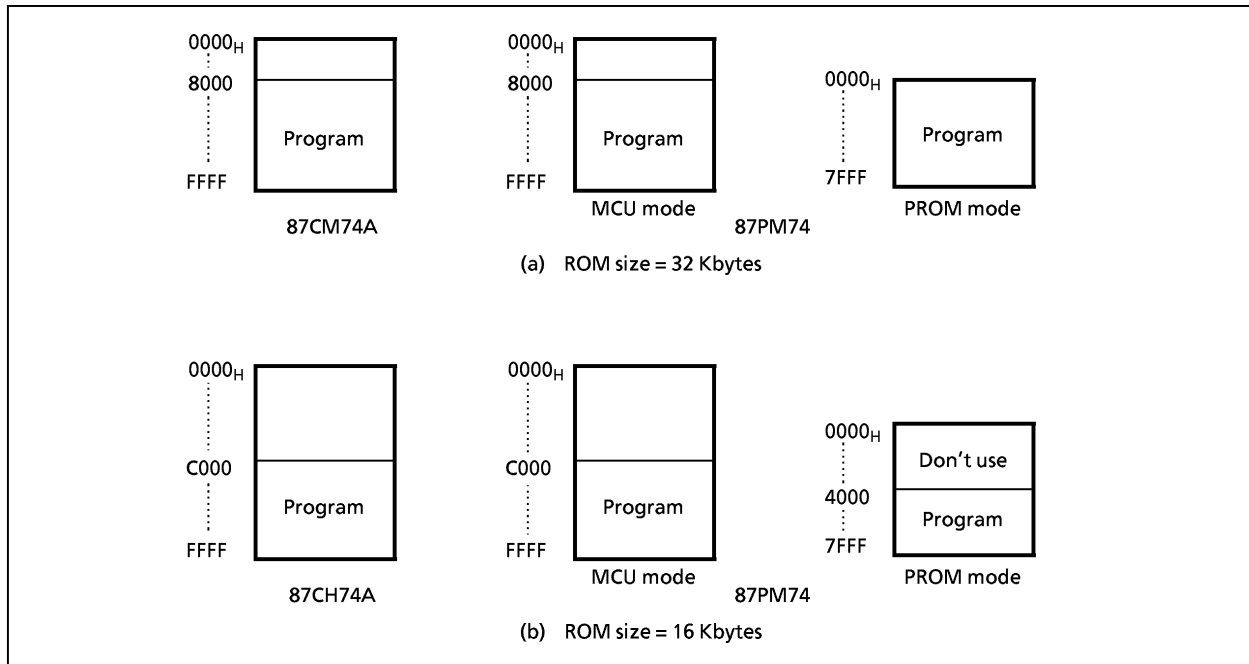 0000H
8000
FFFF
Program
87CM74A
0000H
8000
FFFF
Program
MCU mode
0000H
7FFF
Program
PROM mode
87PM74
(a) ROM size = 32 Kbytes
0000H
C000
FFFF
Program
87CH74A
0000H
C000
FFFF
Program
MCU mode
0000H
4000
7FFF
Don't use
Program
PROM mode
87PM74
(b) ROM size = 16 Kbytes